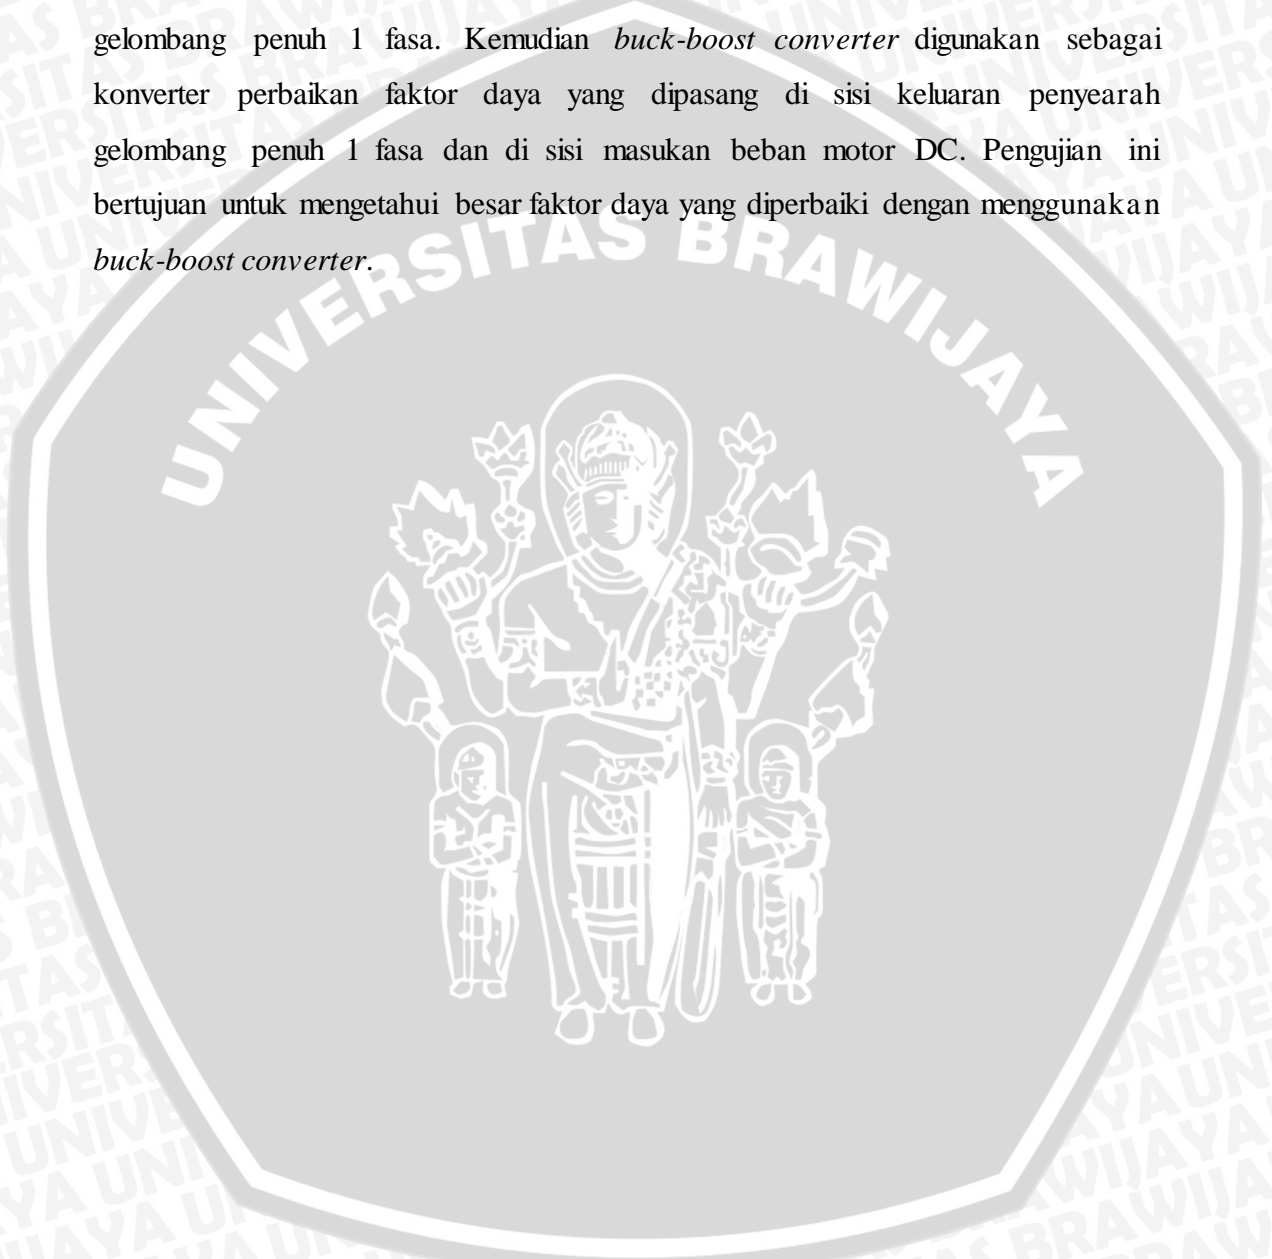 gelombang penuh 1 fasa. Kemudian buck-boost converter digunakan sebagai
konverter perbaikan faktor daya yang dipasang di sisi keluaran penyearah
gelombang penuh 1 fasa dan di sisi masukan beban motor DC. Pengujian ini
bertujuan untuk mengetahui besar faktor daya yang diperbaiki dengan menggunakan
buck-boost converter.
UNIVERSITAS BRAWIJAYA